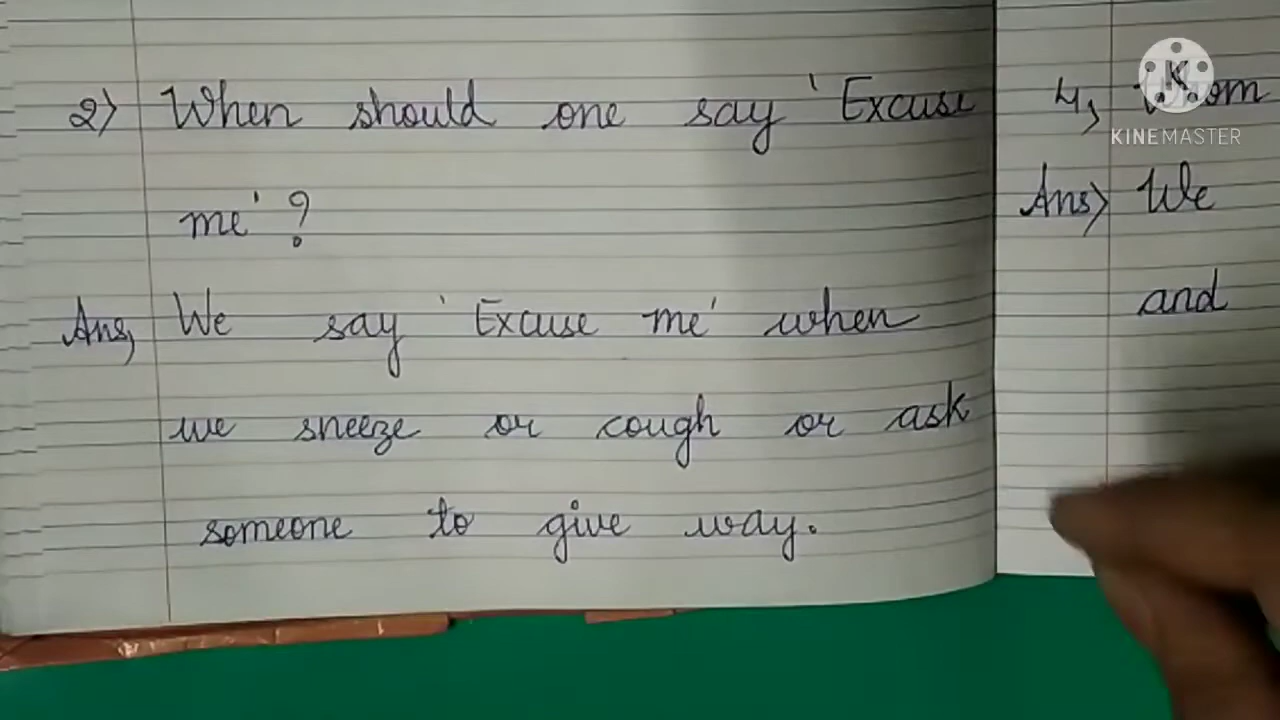 2) When should one say 'Excuse
me'?
Ans, We say 'Excuse me' when
we sneeze or cough or ask
someone to give way.
4, Whom
Ans) We
and
K
KINEMASTER